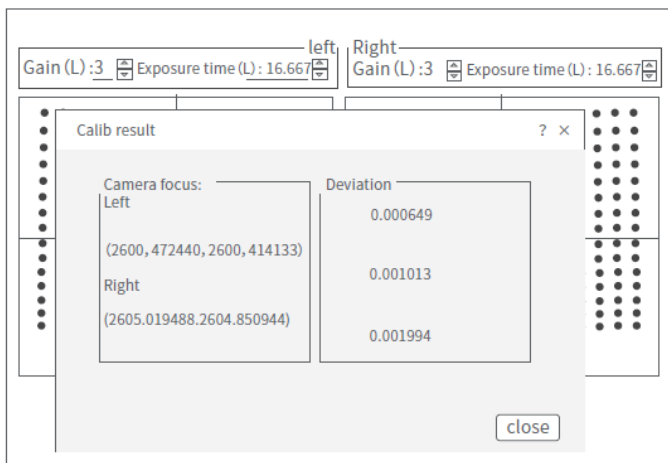 left Right
Gain (L) :3 Exposure time (L) : 16.667 Gain (L) :3 Exposure time (L) : 16.667
Calib result ? ×
Camera focus: Deviation
Left
0.000649
(2600,472440,2600,414133)
0.001013
Right
(2605.019488.2604.850944)
0.001994
close